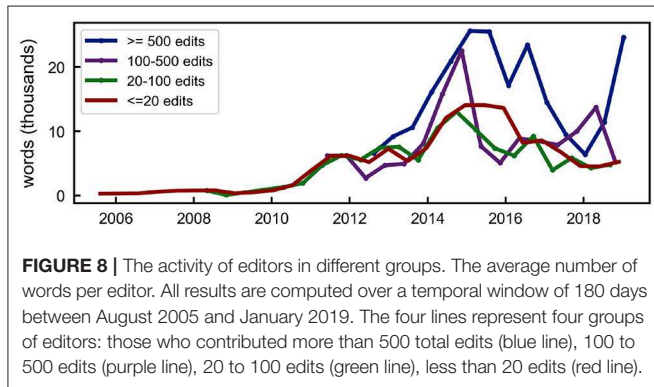 >= 500 edits
100-500 edits
20-100 edits
<=20 edits
words (thousands)
20
10
0
2006 2008 2010 2012 2014 2016 2018
FIGURE 8 | The activity of editors in different groups. The average number of
words per editor. All results are computed over a temporal window of 180 days
between August 2005 and January 2019. The four lines represent four groups
of editors: those who contributed more than 500 total edits (blue line), 100 to
500 edits (purple line), 20 to 100 edits (green line), less than 20 edits (red line).